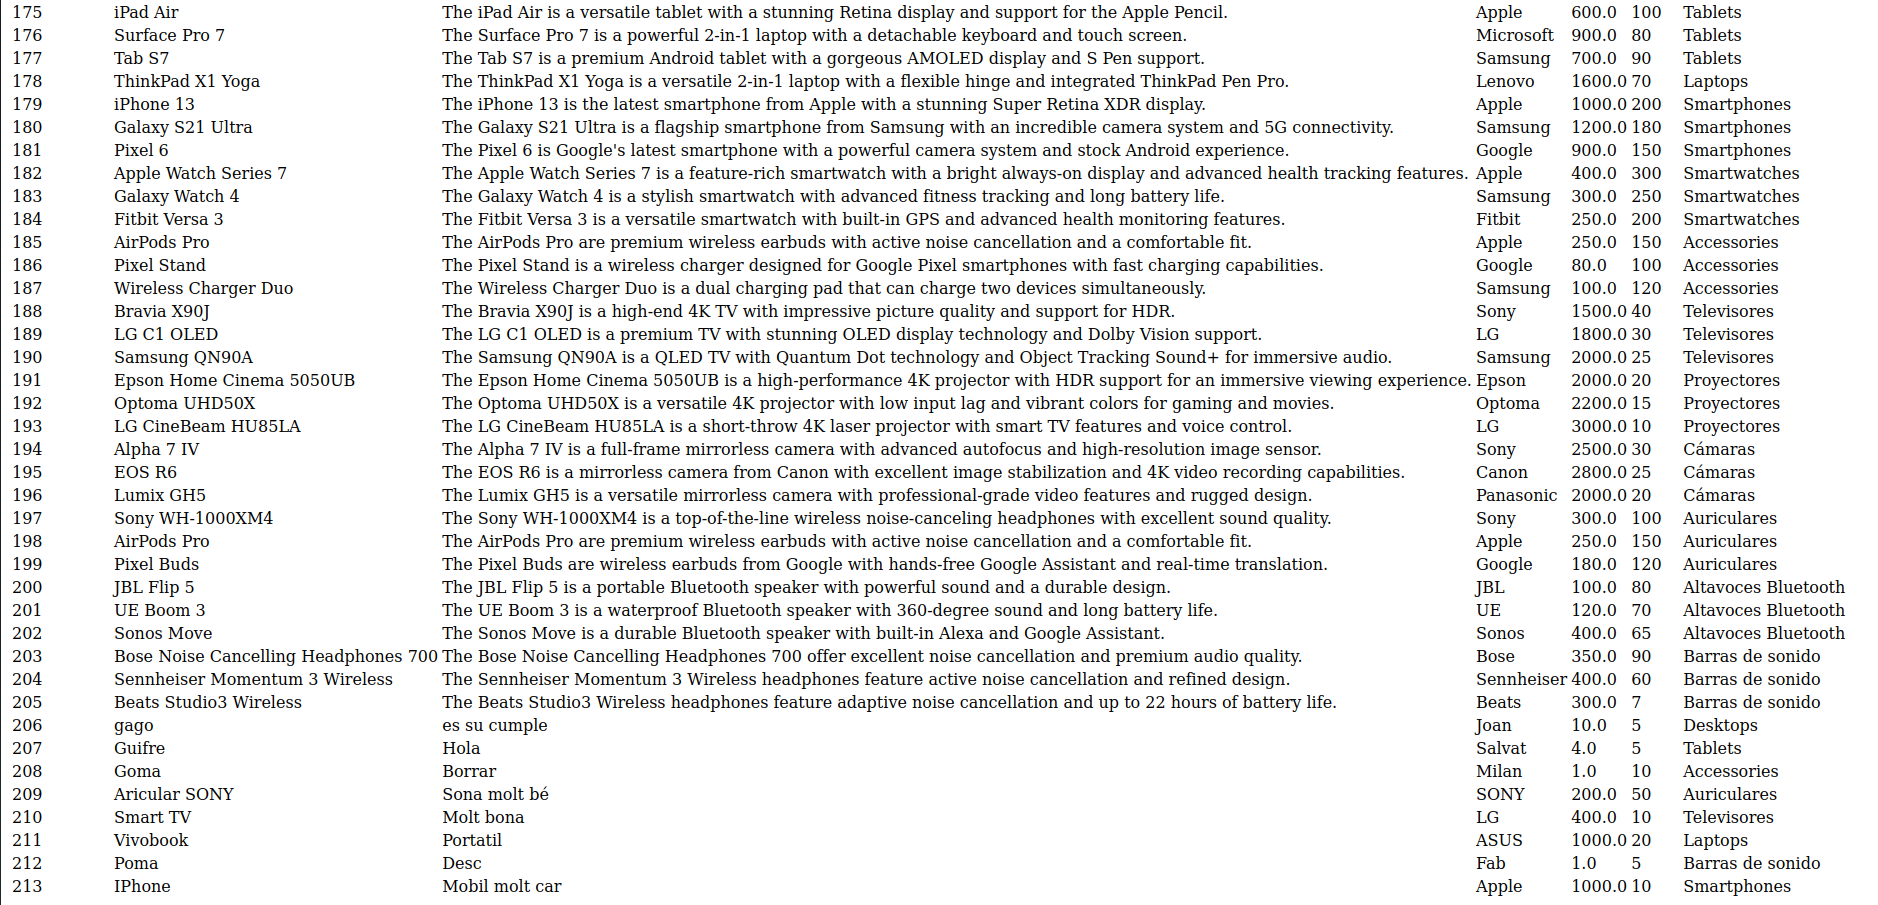 175 iPad Air The iPad Air is a versatile tablet with a stunning Retina display and support for the Apple Pencil. Apple 600.0 100 Tablets
176 Surface Pro 7 The Surface Pro 7 is a powerful 2-in-1 laptop with a detachable keyboard and touch screen. Microsoft 900.0 80 Tablets
177 Tab S7 The Tab S7 is a premium Android tablet with a gorgeous AMOLED display and S Pen support. Samsung 700.0 90 Tablets
178 ThinkPad X1 Yoga The ThinkPad X1 Yoga is a versatile 2-in-1 laptop with a flexible hinge and integrated ThinkPad Pen Pro. Lenovo 1600.0 70 Laptops
179 iPhone 13 The iPhone 13 is the latest smartphone from Apple with a stunning Super Retina XDR display. Apple 1000.0 200 Smartphones
180 Galaxy S21 Ultra The Galaxy S21 Ultra is a flagship smartphone from Samsung with an incredible camera system and 5G connectivity. Samsung 1200.0 180 Smartphones
181 Pixel 6 The Pixel 6 is Google's latest smartphone with a powerful camera system and stock Android experience. Google 900.0 150 Smartphones
182 Apple Watch Series 7 The Apple Watch Series 7 is a feature-rich smartwatch with a bright always-on display and advanced health tracking features. Apple 400.0 300 Smartwatches
183 Galaxy Watch 4 The Galaxy Watch 4 is a stylish smartwatch with advanced fitness tracking and long battery life. Samsung 300.0 250 Smartwatches
184 Fitbit Versa 3 The Fitbit Versa 3 is a versatile smartwatch with built-in GPS and advanced health monitoring features. Fitbit 250.0 200 Smartwatches
185 AirPods Pro The AirPods Pro are premium wireless earbuds with active noise cancellation and a comfortable fit. Apple 250.0 150 Accessories
186 Pixel Stand The Pixel Stand is a wireless charger designed for Google Pixel smartphones with fast charging capabilities. Google 80.0 100 Accessories
187 Wireless Charger Duo The Wireless Charger Duo is a dual charging pad that can charge two devices simultaneously. Samsung 100.0 120 Accessories
188 Bravia X90J The Bravia X90J is a high-end 4K TV with impressive picture quality and support for HDR. Sony 1500.0 40 Televisores
189 LG C1 OLED The LG C1 OLED is a premium TV with stunning OLED display technology and Dolby Vision support. LG 1800.0 30 Televisores
190 Samsung QN90A The Samsung QN90A is a QLED TV with Quantum Dot technology and Object Tracking Sound+ for immersive audio. Samsung 2000.0 25 Televisores
191 Epson Home Cinema 5050UB The Epson Home Cinema 5050UB is a high-performance 4K projector with HDR support for an immersive viewing experience. Epson 2000.0 20 Proyectores
192 Optoma UHD50X The Optoma UHD50X is a versatile 4K projector with low input lag and vibrant colors for gaming and movies. Optoma 2200.0 15 Proyectores
193 LG CineBeam HU85LA The LG CineBeam HU85LA is a short-throw 4K laser projector with smart TV features and voice control. LG 3000.0 10 Proyectores
194 Alpha 7 IV The Alpha 7 IV is a full-frame mirrorless camera with advanced autofocus and high-resolution image sensor. Sony 2500.0 30 Cámaras
195 EOS R6 The EOS R6 is a mirrorless camera from Canon with excellent image stabilization and 4K video recording capabilities. Canon 2800.0 25 Cámaras
196 Lumix GH5 The Lumix GH5 is a versatile mirrorless camera with professional-grade video features and rugged design. Panasonic 2000.0 20 Cámaras
197 Sony WH-1000XM4 The Sony WH-1000XM4 is a top-of-the-line wireless noise-canceling headphones with excellent sound quality. Sony 300.0 100 Auriculares
198 AirPods Pro The AirPods Pro are premium wireless earbuds with active noise cancellation and a comfortable fit. Apple 250.0 150 Auriculares
199 Pixel Buds The Pixel Buds are wireless earbuds from Google with hands-free Google Assistant and real-time translation. Google 180.0 120 Auriculares
200 JBL Flip 5 The JBL Flip 5 is a portable Bluetooth speaker with powerful sound and a durable design. JBL 100.0 80 Altavoces Bluetooth
201 UE Boom 3 The UE Boom 3 is a waterproof Bluetooth speaker with 360-degree sound and long battery life. UE 120.0 70 Altavoces Bluetooth
202 Sonos Move The Sonos Move is a durable Bluetooth speaker with built-in Alexa and Google Assistant. Sonos 400.0 65 Altavoces Bluetooth
203 Bose Noise Cancelling Headphones 700 The Bose Noise Cancelling Headphones 700 offer excellent noise cancellation and premium audio quality. Bose 350.0 90 Barras de sonido
204 Sennheiser Momentum 3 Wireless The Sennheiser Momentum 3 Wireless headphones feature active noise cancellation and refined design. Sennheiser 400.0 60 Barras de sonido
205 Beats Studio3 Wireless The Beats Studio3 Wireless headphones feature adaptive noise cancellation and up to 22 hours of battery life. Beats 300.0 7 Barras de sonido
206 gago es su cumple Joan 10.0 5 Desktops
207 Guifre Hola Salvat 4.0 5 Tablets
208 Goma Borrar Milan 1.0 10 Accessories
209 Aricular SONY Sona molt bé SONY 200.0 50 Auriculares
210 Smart TV Molt bona LG 400.0 10 Televisores
211 Vivobook Portatil ASUS 1000.0 20 Laptops
212 Poma Desc Fab 1.0 5 Barras de sonido
213 IPhone Mobil molt car Apple 1000.0 10 Smartphones